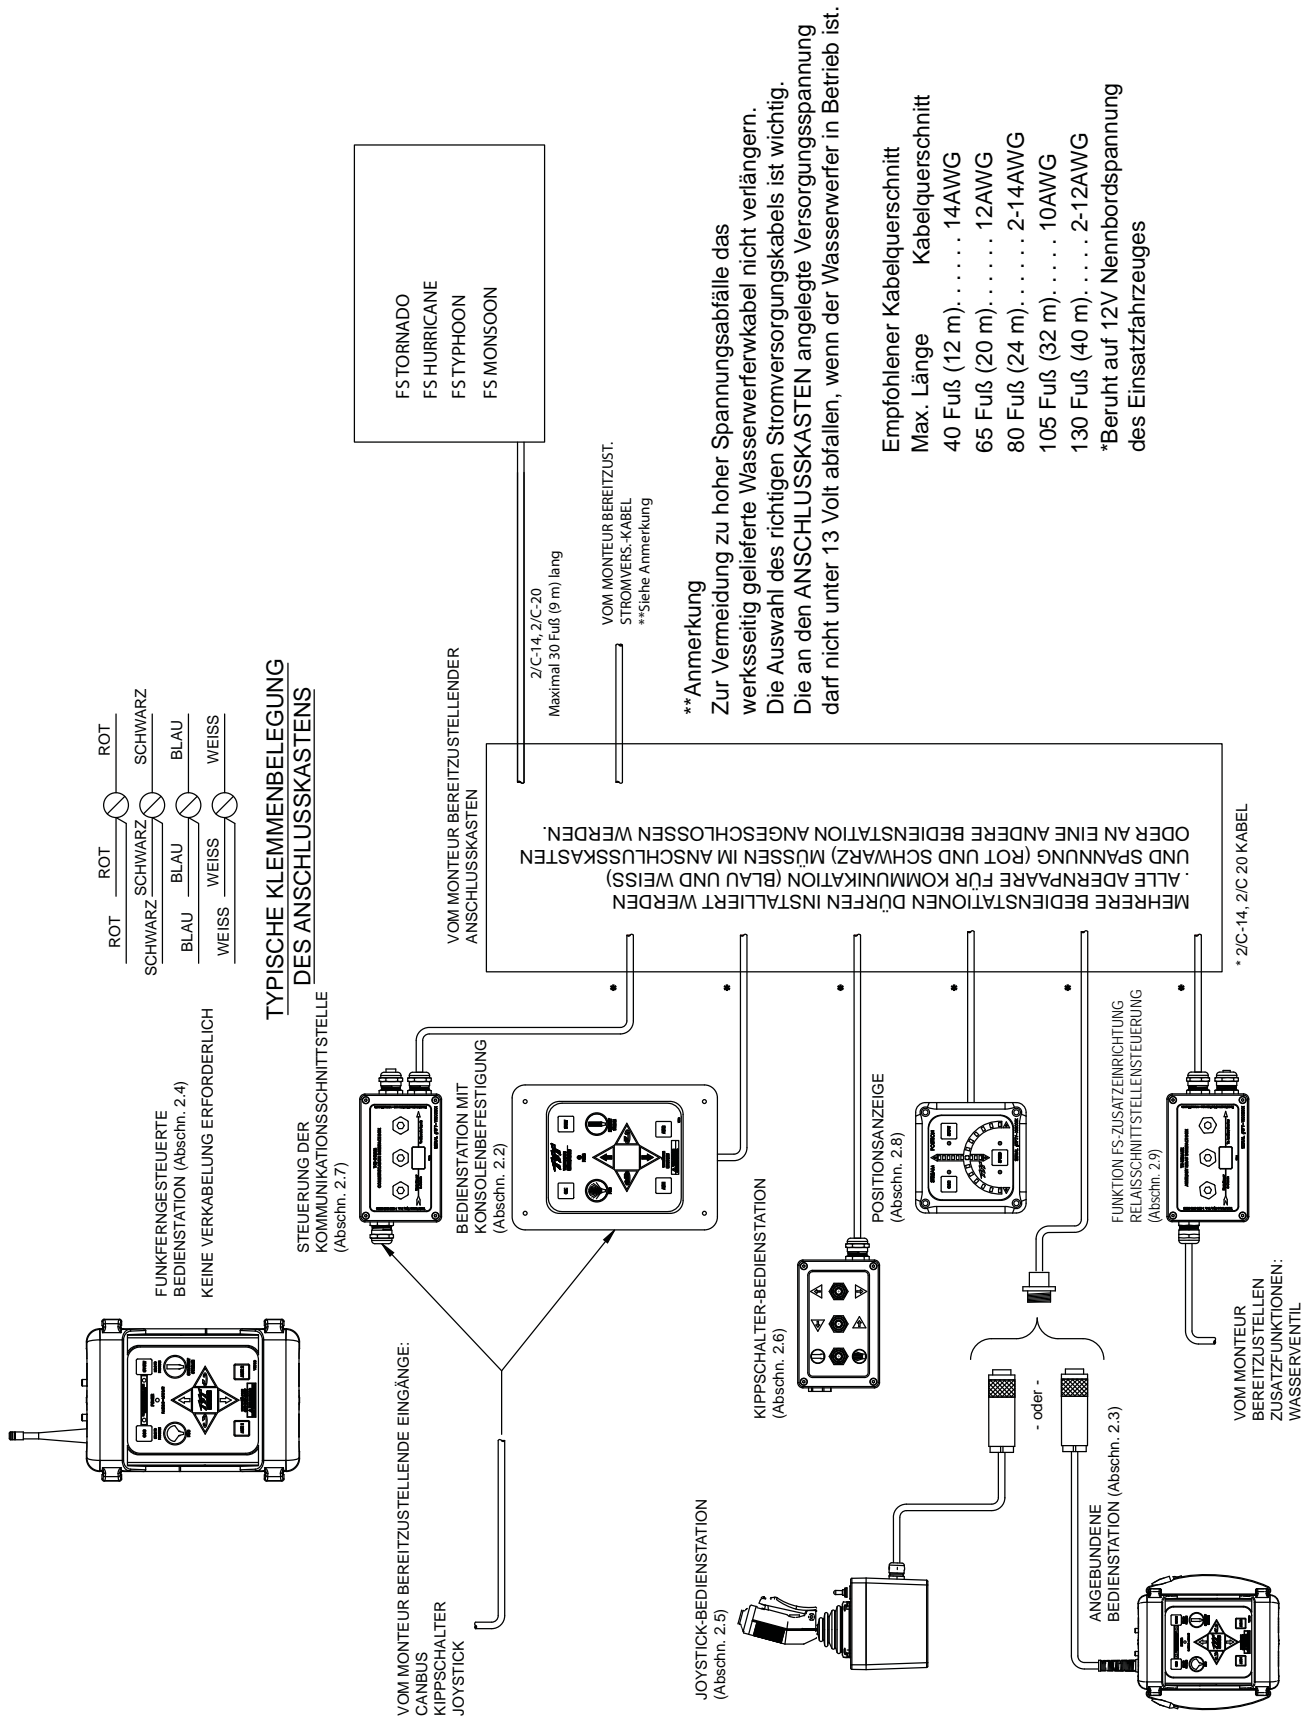 FUNKFERNGESTEUERTE
BEDIENSTATION (Abschn. 2.4)
KEINE VERKABELUNG ERFORDERLICH
ROT
ROT
ROT
SCHWARZ
SCHWARZ
SCHWARZ
BLAU
BLAU
BLAU
WEISS
WEISS
WEISS
TYPISCHE KLEMMENBELEGUNG
DES ANSCHLUSSKASTENS
VOM MONTEUR BEREITZUSTELLENDE EINGÄNGE:
CANBUS
KIPPSCHALTER
JOYSTICK
STEUERUNG DER
KOMMUNIKATIONSSCHNITTSTELLE
(Abschn. 2.7)
BEDIENSTATION MIT
KONSOLENBEFESTIGUNG
(Abschn. 2.2)
VOM MONTEUR BEREITZUSTELLENDER
ANSCHLUSSKASTEN
FS TORNADO
FS HURRICANE
FS TYPHOON
FS MONSOON
2/C-14, 2/C-20
Maximal 30 Fuß (9 m) lang
VOM MONTEUR BEREITZUST.
STROMVERS.-KABEL
**Siehe Anmerkung
MEHRERE BEDIENSTATIONEN DÜRFEN INSTALLIERT WERDEN
. ALLE ADERNPAARE FÜR KOMMUNIKATION (BLAU UND WEISS)
UND SPANNUNG (ROT UND SCHWARZ) MÜSSEN IM ANSCHLUSSKASTEN
ODER AN EINE ANDERE BEDIENSTATION ANGESCHLOSSEN WERDEN.
*
*
*
*
*
*
* 2/C-14, 2/C 20 KABEL
JOYSTICK-BEDIENSTATION
(Abschn. 2.5)
KIPPSCHALTER-BEDIENSTATION
(Abschn. 2.6)
POSITIONSANZEIGE
(Abschn. 2.8)
- oder -
ANGEBUNDENE
BEDIENSTATION (Abschn. 2.3)
FUNKTION FS-ZUSATZEINRICHTUNG
RELAISSCHNITTSTELLENSTEUERUNG
(Abschn. 2.9)
VOM MONTEUR
BEREITZUSTELLEN
ZUSATZFUNKTIONEN:
WASSERVENTIL
**Anmerkung
Zur Vermeidung zu hoher Spannungsabfälle das
werksseitig gelieferte Wasserwerferwkabel nicht verlängern.
Die Auswahl des richtigen Stromversorgungskabels ist wichtig.
Die an den ANSCHLUSSKASTEN angelegte Versorgungsspannung
darf nicht unter 13 Volt abfallen, wenn der Wasserwerfer in Betrieb ist.
Empfohlener Kabelquerschnitt
Max. Länge Kabelquerschnitt
40 Fuß (12 m). . . . . . 14AWG
65 Fuß (20 m). . . . . . 12AWG
80 Fuß (24 m). . . . . . 2-14AWG
105 Fuß (32 m). . . . . 10AWG
130 Fuß (40 m). . . . . 2-12AWG
*Beruht auf 12V Nennbordspannung
des Einsatzfahrzeuges